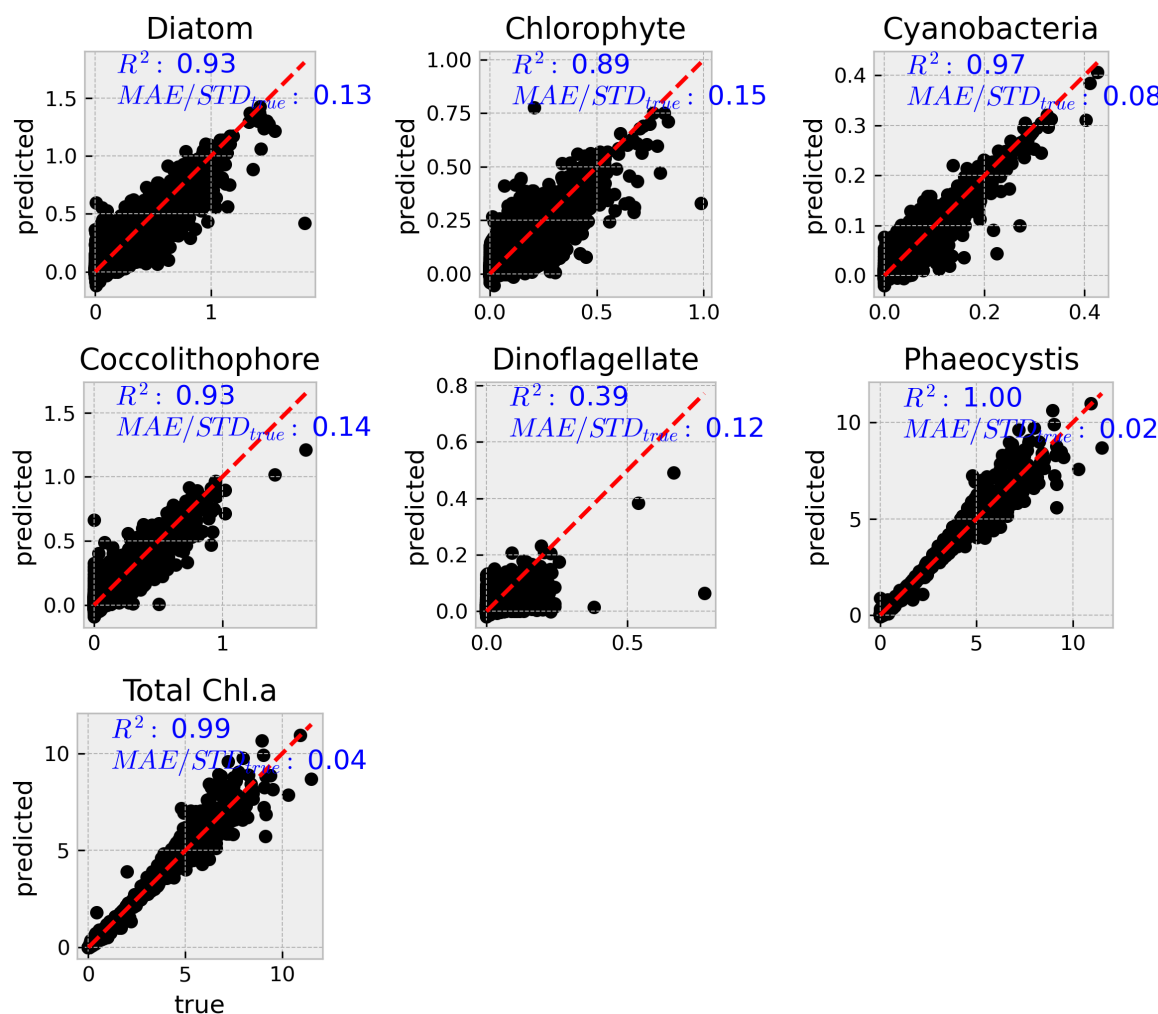 Diatom
R²: 0.93
MAE/STD_true: 0.13
1.5
1.0
0.5
0.0
predicted
0 1
Chlorophyte
R²: 0.89
MAE/STD_true: 0.15
1.00
0.75
0.50
0.25
0.00
predicted
0.0 0.5 1.0
Cyanobacteria
R²: 0.97
MAE/STD_true: 0.08
0.4
0.3
0.2
0.1
0.0
predicted
0.0 0.2 0.4
Coccolithophore
R²: 0.93
MAE/STD_true: 0.14
1.5
1.0
0.5
0.0
predicted
0 1
Dinoflagellate
R²: 0.39
MAE/STD_true: 0.12
0.8
0.6
0.4
0.2
0.0
predicted
0.0 0.5
Phaeocystis
R²: 1.00
MAE/STD_true: 0.02
10
5
0
predicted
0 5 10
Total Chl.a
R²: 0.99
MAE/STD_true: 0.04
10
5
0
predicted
0 5 10
true